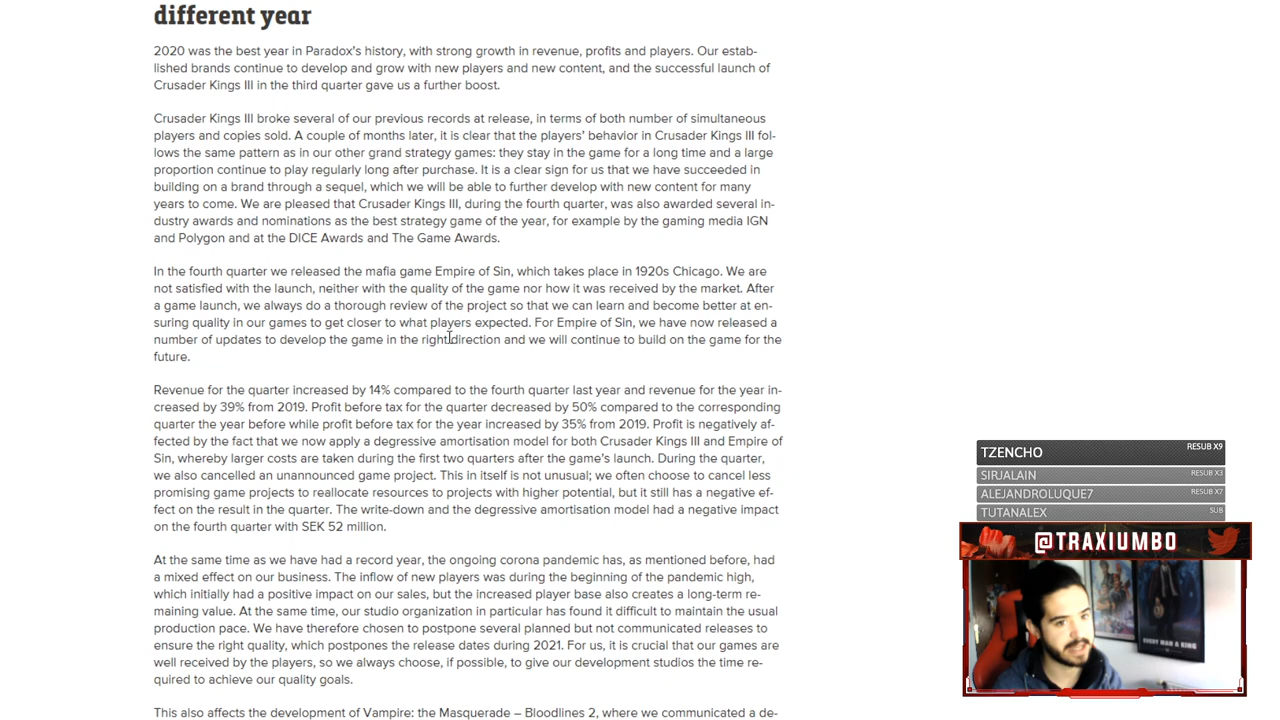 different year
2020 was the best year in Paradox's history, with strong growth in revenue, profits and players. Our estab-
lished brands continue to develop and grow with new players and new content, and the successful launch of
Crusader Kings III in the third quarter gave us a further boost.
Crusader Kings III broke several of our previous records at release, in terms of both number of simultaneous
players and copies sold. A couple of months later, it is clear that the players' behavior in Crusader Kings III fol-
lows the same pattern as in our other grand strategy games: they stay in the game for a long time and a large
proportion continue to play regularly long after purchase. It is a clear sign for us that we have succeeded in
building on a brand through a sequel, which we will be able to further develop with new content for many
years to come. We are pleased that Crusader Kings III, during the fourth quarter, was also awarded several in-
dustry awards and nominations as the best strategy game of the year, for example by the gaming media IGN
and Polygon and at the DICE Awards and The Game Awards.
In the fourth quarter we released the mafia game Empire of Sin, which takes place in 1920s Chicago. We are
not satisfied with the launch, neither with the quality of the game nor how it was received by the market. After
a game launch, we always do a thorough review of the project so that we can learn and become better at en-
suring quality in our games to get closer to what players expected. For Empire of Sin, we have now released a
number of updates to develop the game in the right direction and we will continue to build on the game for the
future.
Revenue for the quarter increased by 14% compared to the fourth quarter last year and revenue for the year in-
creased by 39% from 2019. Profit before tax for the quarter decreased by 50% compared to the corresponding
quarter the year before while profit before tax for the year increased by 35% from 2019. Profit is negatively af-
fected by the fact that we now apply a degressive amortisation model for both Crusader Kings III and Empire of
Sin, whereby larger costs are taken during the first two quarters after the game's launch. During the quarter,
we also cancelled an unannounced game project. This in itself is not unusual; we often choose to cancel less
promising game projects to reallocate resources to projects with higher potential, but it still has a negative ef-
fect on the result in the quarter. The write-down and the degressive amortisation model had a negative impact
on the fourth quarter with SEK 52 million.
At the same time as we have had a record year, the ongoing corona pandemic has, as mentioned before, had
a mixed effect on our business. The inflow of new players was during the beginning of the pandemic high,
which initially had a positive impact on our sales, but the increased player base also creates a long-term re-
maining value. At the same time, our studio organization in particular has found it difficult to maintain the usual
production pace. We have therefore chosen to postpone several planned but not communicated releases to
ensure the right quality, which postpones the release dates during 2021. For us, it is crucial that our games are
well received by the players, so we always choose, if possible, to give our development studios the time re-
quired to achieve our quality goals.
This also affects the development of Vampire: the Masquerade – Bloodlines 2, where we communicated a de-
TZENCHO RESUB X9
SIRJALAIN RESUB X3
ALEJANDROLUQUE7 RESUB X7
TUTANALEX SUB
@TRAXIUMBO
EVERY MAN A KING